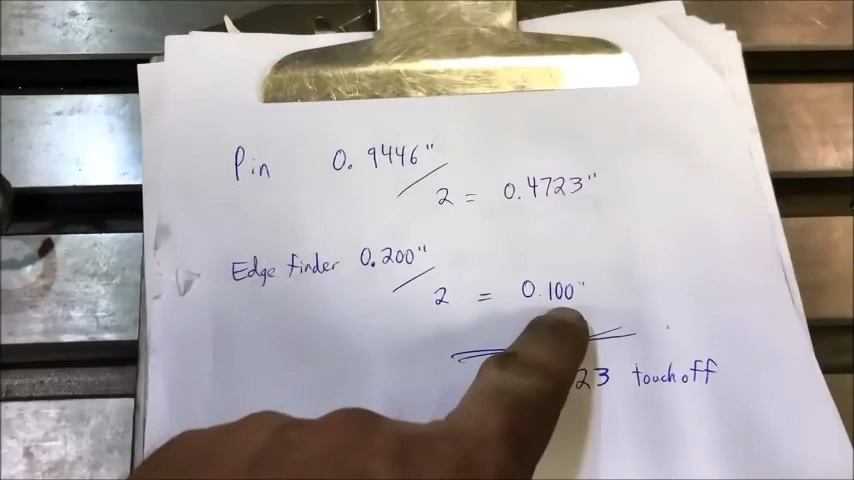 Pin 0.9446"
/ 2 = 0.4723"
Edge finder 0.200"
/ 2 = 0.100"
23 touch off